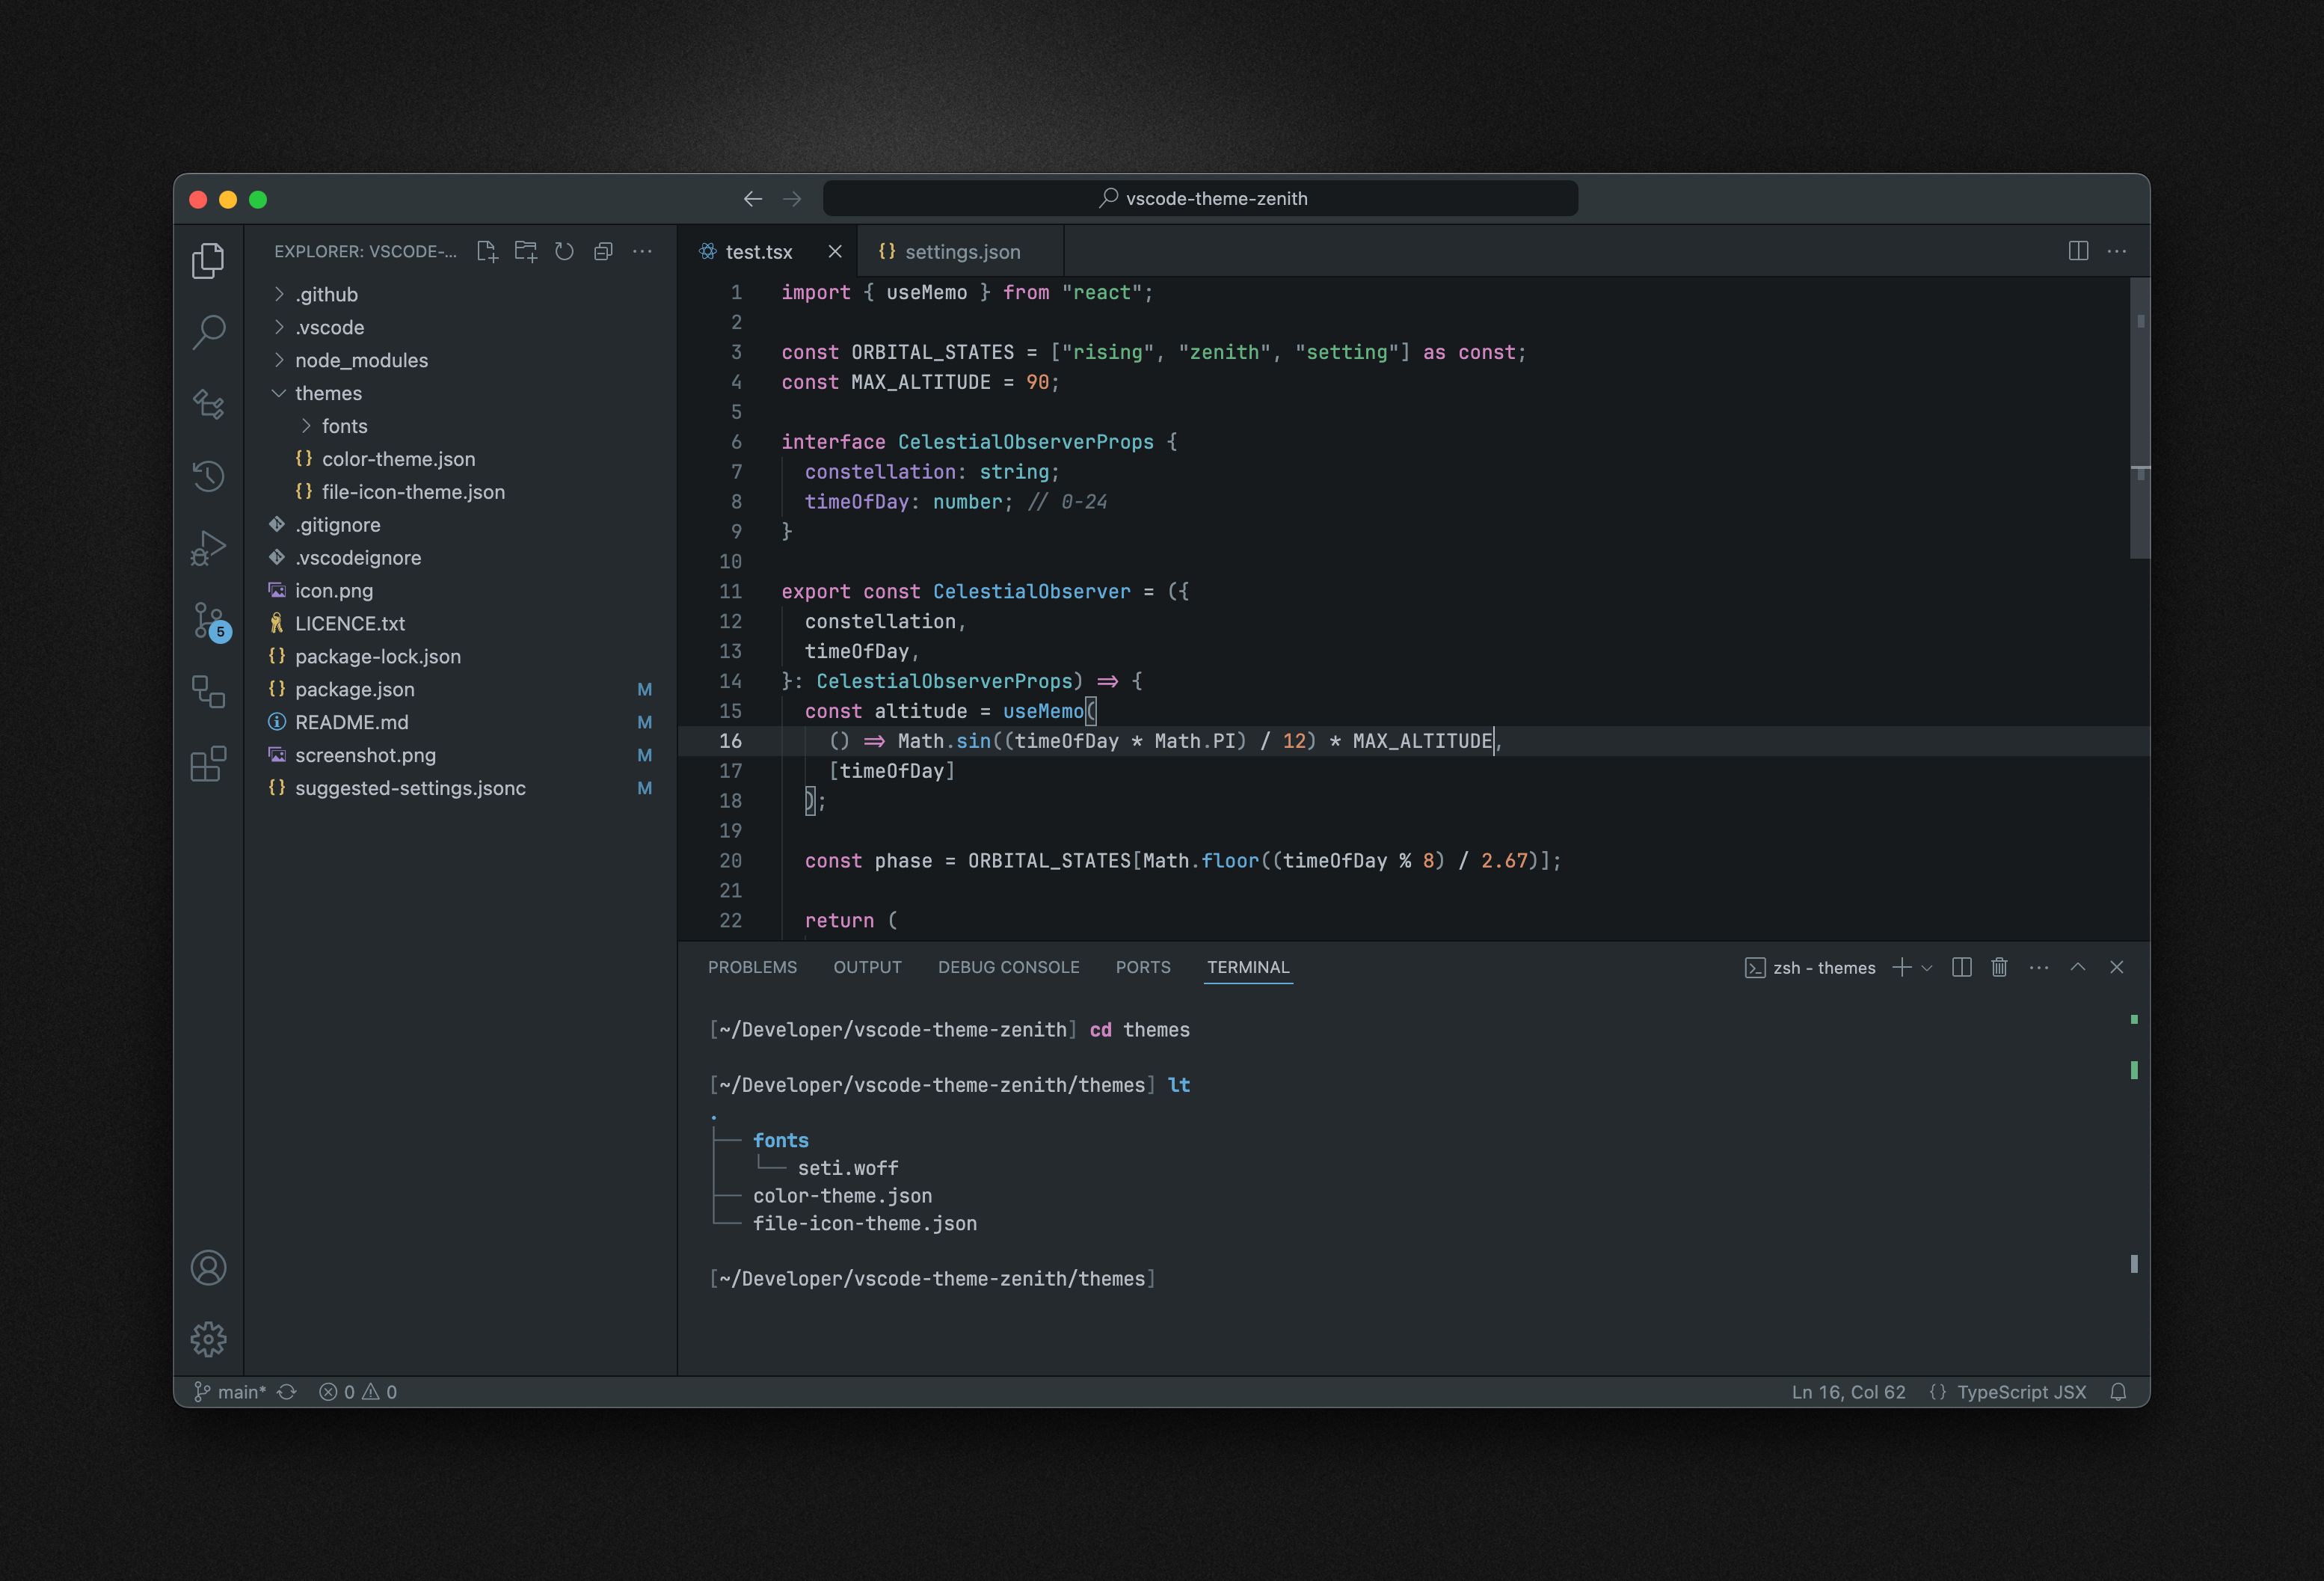 vscode-theme-zenith
EXPLORER: VSCODE-...
.github
.vscode
node_modules
themes
fonts
{} color-theme.json
{} file-icon-theme.json
.gitignore
.vscodeignore
icon.png
LICENCE.txt
{} package-lock.json
{} package.json M
README.md M
screenshot.png M
{} suggested-settings.jsonc M
5
test.tsx
{} settings.json
1 import { useMemo } from "react";
2
3 const ORBITAL_STATES = ["rising", "zenith", "setting"] as const;
4 const MAX_ALTITUDE = 90;
5
6 interface CelestialObserverProps {
7 constellation: string;
8 timeOfDay: number; // 0-24
9 }
10
11 export const CelestialObserver = ({
12 constellation,
13 timeOfDay,
14 }: CelestialObserverProps) => {
15 const altitude = useMemo(
16 () => Math.sin((timeOfDay * Math.PI) / 12) * MAX_ALTITUDE,
17 [timeOfDay]
18 );
19
20 const phase = ORBITAL_STATES[Math.floor((timeOfDay % 8) / 2.67)];
21
22 return (
PROBLEMS OUTPUT DEBUG CONSOLE PORTS TERMINAL
zsh - themes
[~/Developer/vscode-theme-zenith] cd themes
[~/Developer/vscode-theme-zenith/themes] lt
.
├── fonts
│   └── seti.woff
├── color-theme.json
└── file-icon-theme.json
[~/Developer/vscode-theme-zenith/themes]
main* 0 0
Ln 16, Col 62 {} TypeScript JSX